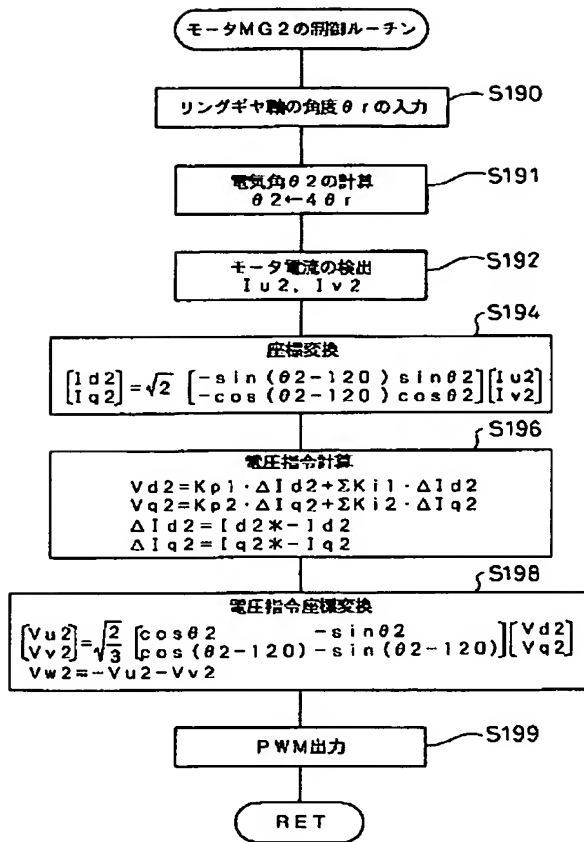 モータMG2の制御ルーチン
S190
リングギヤ軸の角度θrの入力
S191
電気角θ2の計算
θ2←4θr
S192
モータ電流の検出
Iu2, Iv2
S194
座標変換
[Id2] = √2 [-sin(θ2-120) sinθ2][Iu2]
[Iq2] [-cos(θ2-120) cosθ2][Iv2]
S196
電圧指令計算
Vd2=Kp1・ΔId2+ΣKi1・ΔId2
Vq2=Kp2・ΔIq2+ΣKi2・ΔIq2
ΔId2=Id2*-Id2
ΔIq2=Iq2*-Iq2
S198
電圧指令座標変換
[Vu2] = √2/3 [cosθ2 -sinθ2][Vd2]
[Vv2] [cos(θ2-120) -sin(θ2-120)][Vq2]
Vw2=-Vu2-Vv2
S199
PWM出力
RET